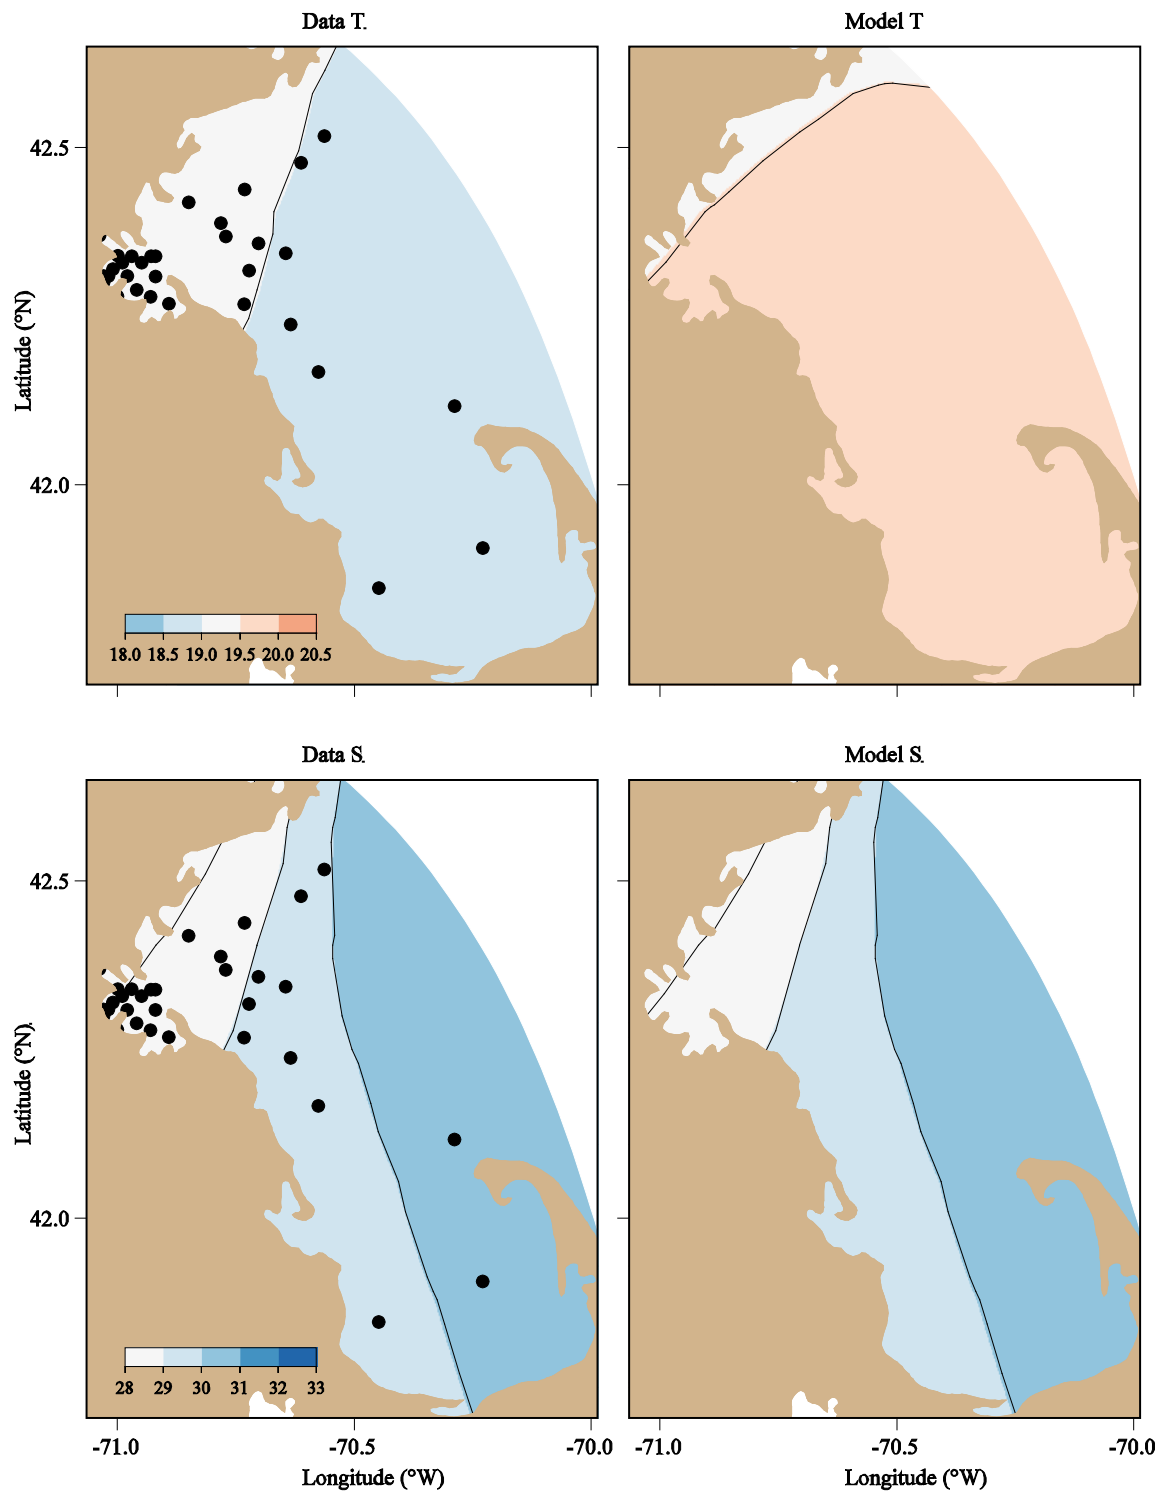 Data T.
Model T
42.5
42.0
Latitude (°N)
18.0 18.5 19.0 19.5 20.0 20.5
Data S.
Model S.
42.5
42.0
Latitude (°N).
28 29 30 31 32 33
-71.0 -70.5 -70.0 -71.0 -70.5 -70.0
Longitude (°W) Longitude (°W)